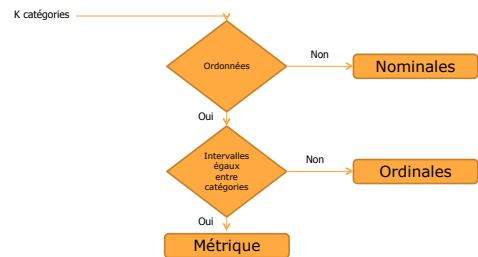 K catégories
Ordonnées
Non
Nominales
Oui
Intervalles
égaux
entre
catégories
Non
Ordinales
Oui
Métrique